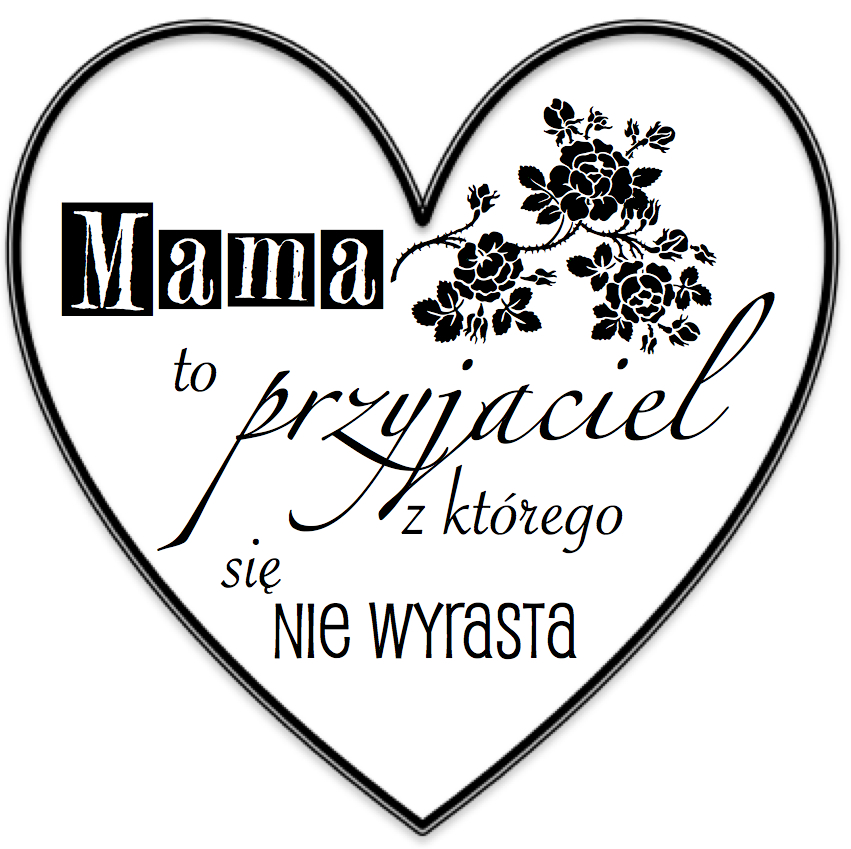 Mama
to przyjaciel
z którego
się
NIE WYRASTA